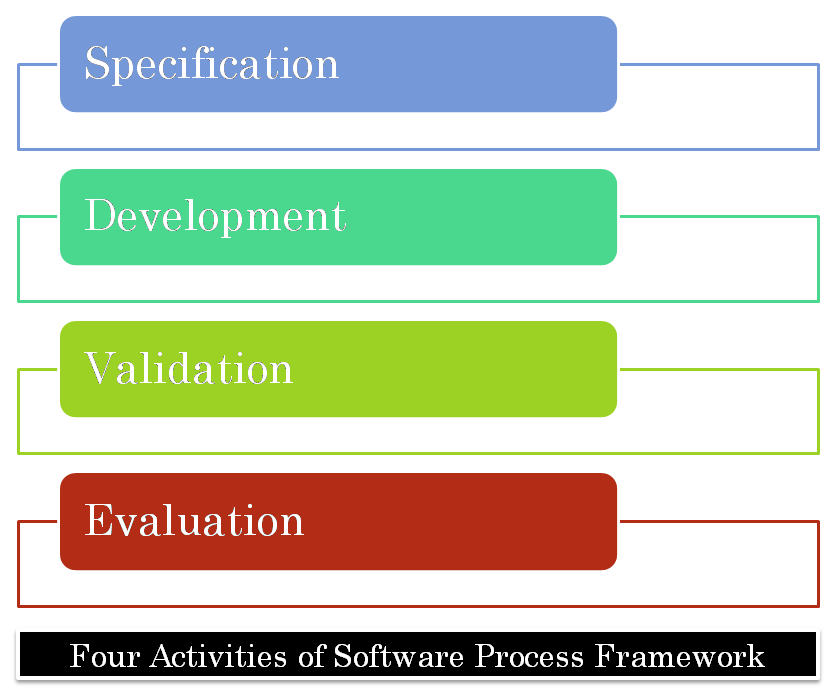 Specification
Development
Validation
Evaluation
Four Activities of Software Process Framework